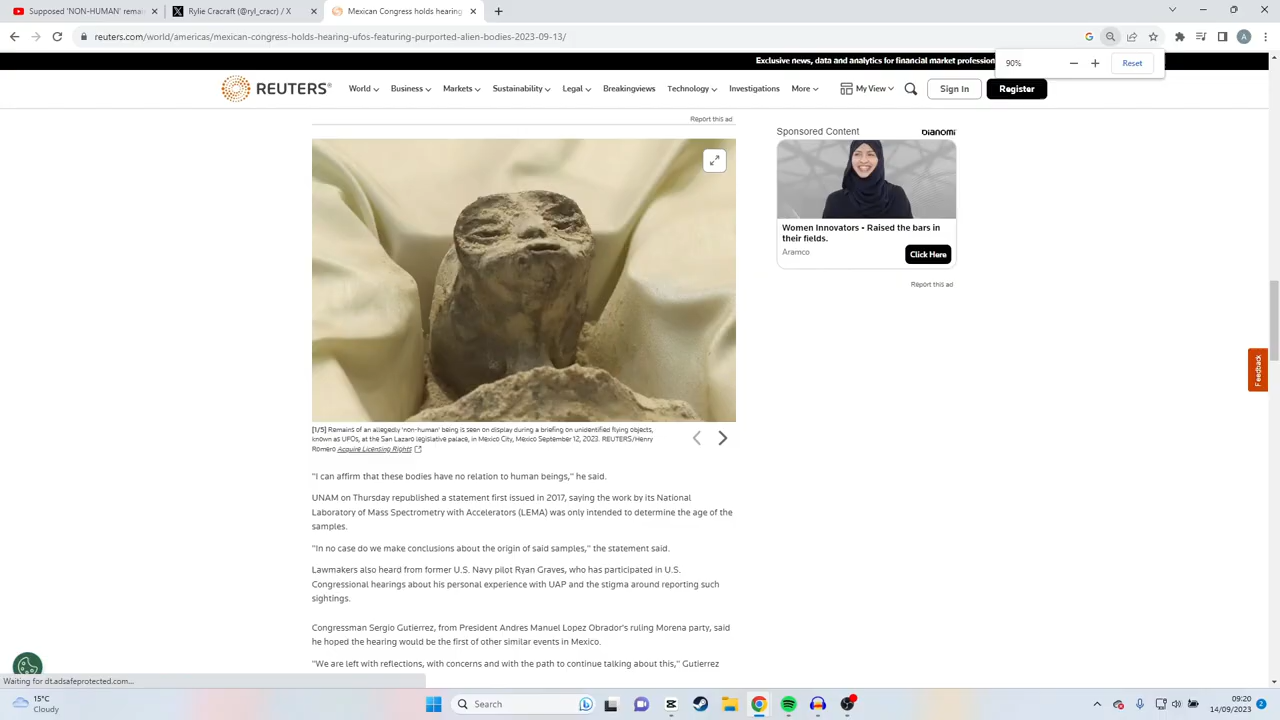 Supposed 'NON-HUMAN' rema
Rylie Cracraft (@ryl_cracr) X
Mexican Congress holds hearing
reuters.com/world/americas/mexican-congress-holds-hearing-ufos-featuring-purported-alien-bodies-2023-09-13/
A
90%
Reset
Exclusive news, data and analytics for financial market profession
REUTERS®
World
Business
Markets
Sustainability
Legal
Breakingviews
Technology
Investigations
More
My View
Sign In
Register
Report this ad
[1/5] Remains of an allegedly 'non-human' being is seen on display during a briefing on unidentified flying objects,
known as UFOs, at the San Lazaro legislative palace, in Mexico City, Mexico September 12, 2023. REUTERS/Henry
Romero Acquire Licensing Rights
"I can affirm that these bodies have no relation to human beings," he said.
UNAM on Thursday republished a statement first issued in 2017, saying the work by its National
Laboratory of Mass Spectrometry with Accelerators (LEMA) was only intended to determine the age of the
samples.
"In no case do we make conclusions about the origin of said samples," the statement said.
Lawmakers also heard from former U.S. Navy pilot Ryan Graves, who has participated in U.S.
Congressional hearings about his personal experience with UAP and the stigma around reporting such
sightings.
Congressman Sergio Gutierrez, from President Andres Manuel Lopez Obrador's ruling Morena party, said
he hoped the hearing would be the first of other similar events in Mexico.
"We are left with reflections, with concerns and with the path to continue talking about this," Gutierrez
Sponsored Content
bianomi
Women Innovators - Raised the bars in
their fields.
Aramco
Click Here
Report this ad
Feedback
Waiting for dt.adsafeprotected.com...
15°C
Cloudy
Search
09:20
14/09/2023
2